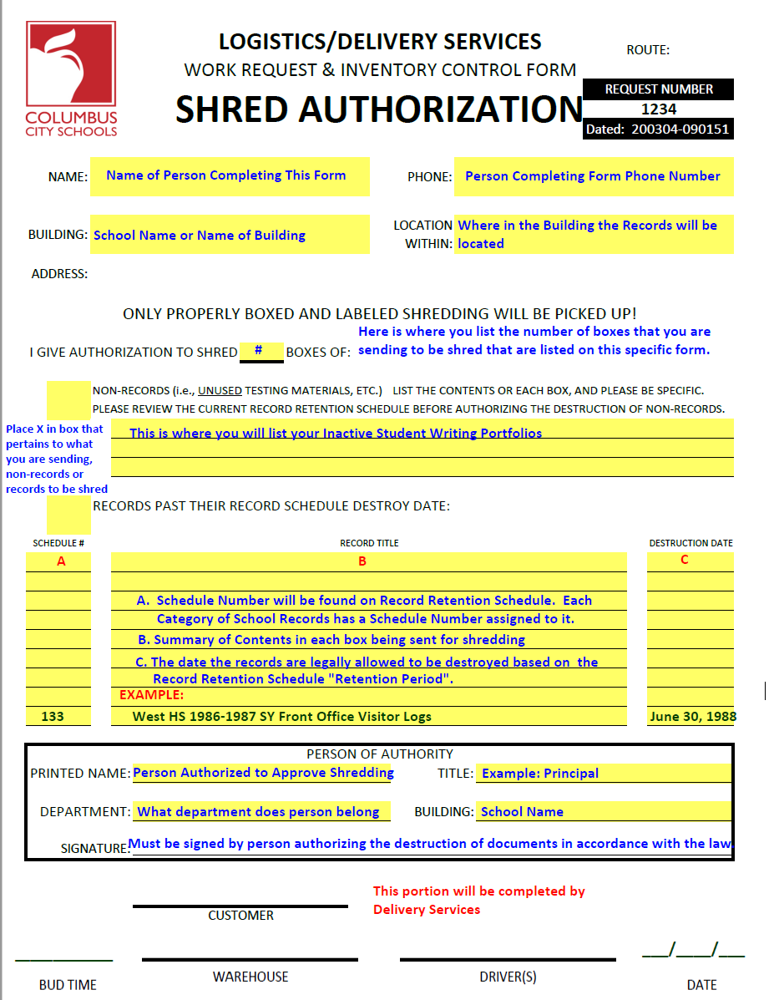 COLUMBUS
CITY SCHOOLS
LOGISTICS/DELIVERY SERVICES
WORK REQUEST & INVENTORY CONTROL FORM
SHRED AUTHORIZATION
ROUTE:
REQUEST NUMBER
1234
Dated: 200304-090151
NAME: Name of Person Completing This Form
PHONE: Person Completing Form Phone Number
BUILDING: School Name or Name of Building
LOCATION WITHIN: Where in the Building the Records will be
located
ADDRESS:
ONLY PROPERLY BOXED AND LABELED SHREDDING WILL BE PICKED UP!
I GIVE AUTHORIZATION TO SHRED # BOXES OF:
Here is where you list the number of boxes that you are
sending to be shred that are listed on this specific form.
NON-RECORDS (i.e., UNUSED TESTING MATERIALS, ETC.) LIST THE CONTENTS OR EACH BOX, AND PLEASE BE SPECIFIC.
PLEASE REVIEW THE CURRENT RECORD RETENTION SCHEDULE BEFORE AUTHORIZING THE DESTRUCTION OF NON-RECORDS.
Place X in box that
pertains to what
you are sending,
non-records or
records to be shred
This is where you will list your Inactive Student Writing Portfolios
RECORDS PAST THEIR RECORD SCHEDULE DESTROY DATE:
SCHEDULE # RECORD TITLE DESTRUCTION DATE
A B C
A. Schedule Number will be found on Record Retention Schedule. Each
Category of School Records has a Schedule Number assigned to it.
B. Summary of Contents in each box being sent for shredding
C. The date the records are legally allowed to be destroyed based on the
Record Retention Schedule "Retention Period".
EXAMPLE:
133 West HS 1986-1987 SY Front Office Visitor Logs June 30, 1988
PERSON OF AUTHORITY
PRINTED NAME: Person Authorized to Approve Shredding TITLE: Example: Principal
DEPARTMENT: What department does person belong BUILDING: School Name
SIGNATURE: Must be signed by person authorizing the destruction of documents in accordance with the law.
This portion will be completed by
Delivery Services
CUSTOMER
___/____/___
BUD TIME WAREHOUSE DRIVER(S) DATE